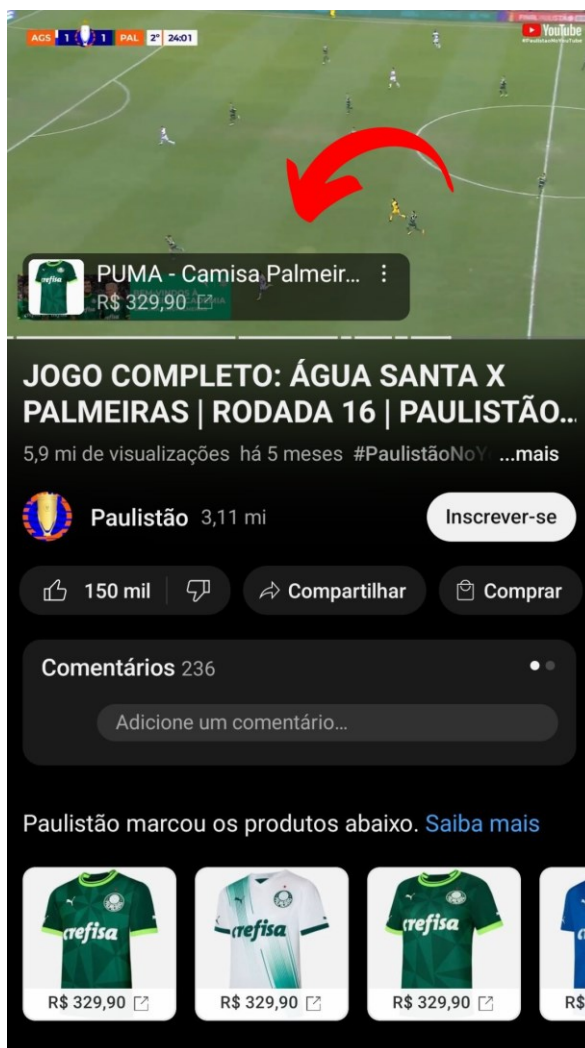 AGS 1 1 PAL 2° 24:01
YouTube
#PaulistãoNoYouTube
PUMA - Camisa Palmeir...
R$ 329,90
JOGO COMPLETO: ÁGUA SANTA X
PALMEIRAS | RODADA 16 | PAULISTÃO...
5,9 mi de visualizações há 5 meses #PaulistãoNoY ...mais
Paulistão 3,11 mi
Inscrever-se
150 mil
Compartilhar
Comprar
Comentários 236
Adicione um comentário...
Paulistão marcou os produtos abaixo. Saiba mais
crefisa
crefisa
crefisa
R$ 329,90
R$ 329,90
R$ 329,90
R$